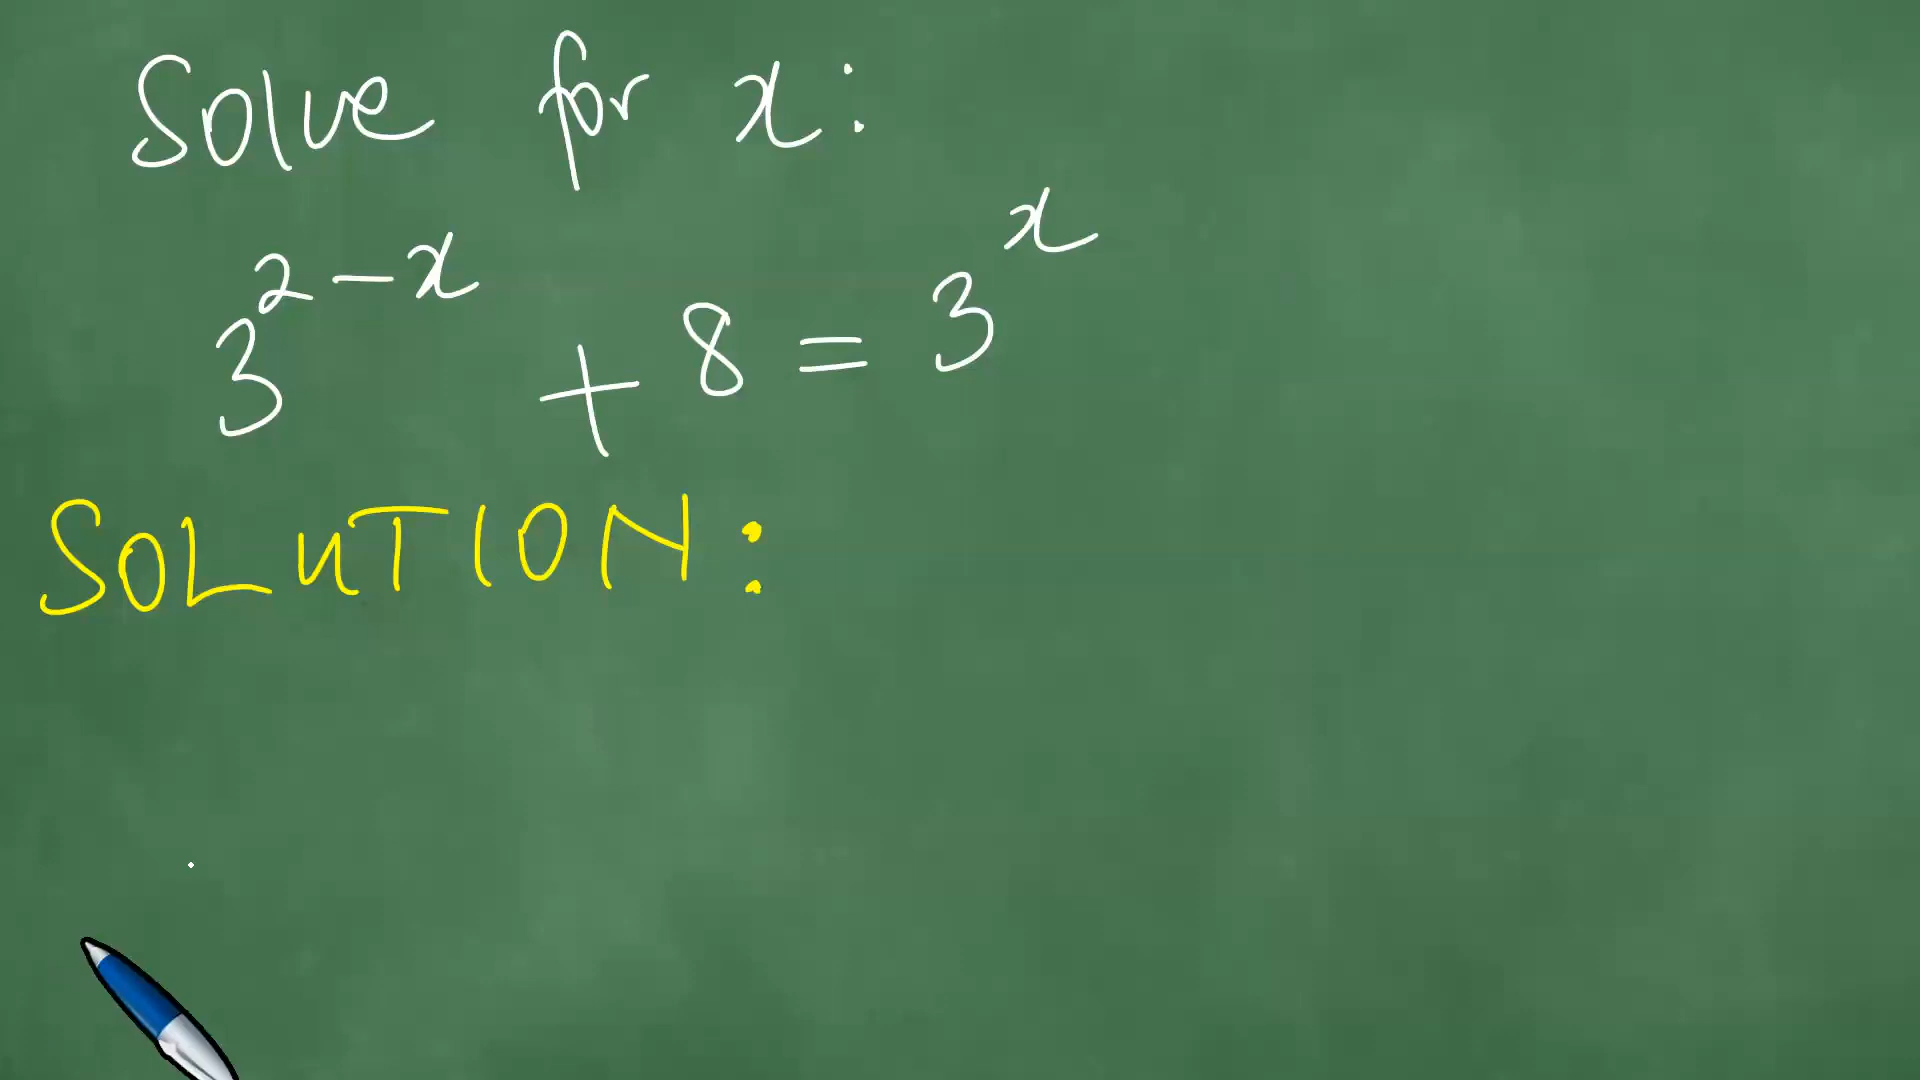 Solve for x:
3^{2-x} + 8 = 3^x
SOLUTION: